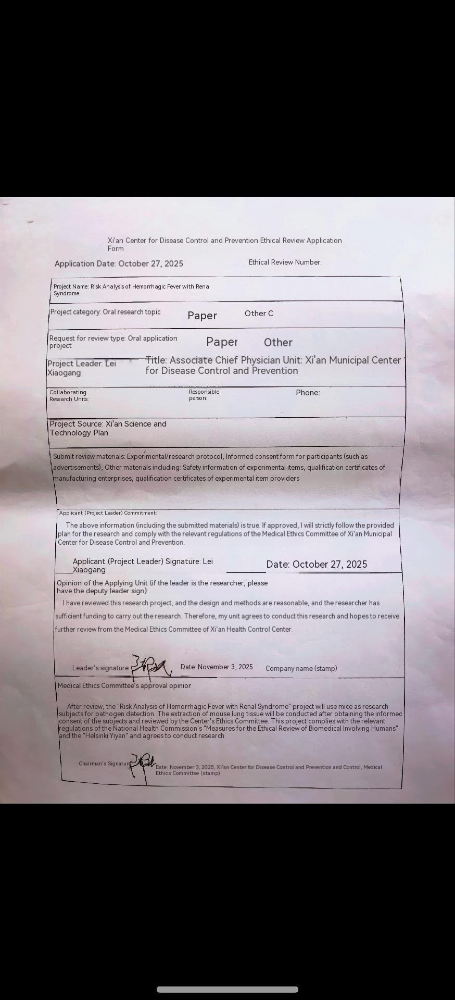 Xi'an Center for Disease Control and Prevention Ethical Review Application
Form
Application Date: October 27, 2025
Ethical Review Number:
Project Name: Risk Analysis of Hemorrhagic Fever with Rena
Syndrome
Project category: Oral research topic
Paper
Other C
Request for review type: Oral application
project
Paper
Other
Project Leader: Lei
Xiaogang
Title: Associate Chief Physician Unit: Xi'an Municipal Center
for Disease Control and Prevention
Collaborating
Research Units:
Responsible
person:
Phone:
Project Source: Xi'an Science and
Technology Plan
Submit review materials: Experimental/research protocol, Informed consent form for participants (such as
advertisements), Other materials including: Safety information of experimental items, qualification certificates of
manufacturing enterprises, qualification certificates of experimental item providers
Applicant (Project Leader) Commitment:
The above information (including the submitted materials) is true. If approved, I will strictly follow the provided
plan for the research and comply with the relevant regulations of the Medical Ethics Committee of Xi'an Municipal
Center for Disease Control and Prevention.
Applicant (Project Leader) Signature: Lei
Xiaogang
Date: October 27, 2025
Opinion of the Applying Unit (if the leader is the researcher, please
have the deputy leader sign):
I have reviewed this research project, and the design and methods are reasonable, and the researcher has
sufficient funding to carry out the research. Therefore, my unit agrees to conduct this research and hopes to receive
further review from the Medical Ethics Committee of Xi'an Health Control Center.
Leader's signature
Date: November 3, 2025
Company name (stamp)
Medical Ethics Committee's approval opinior
:
After review, the "Risk Analysis of Hemorrhagic Fever with Renal Syndrome" project will use mice as research
subjects for pathogen detection. The extraction of mouse lung tissue will be conducted after obtaining the informec
consent of the subjects and reviewed by the Center's Ethics Committee. This project complies with the relevant
regulations of the National Health Commission's "Measures for the Ethical Review of Biomedical Involving Humans"
and the "Helsinki Yiyan" and agrees to conduct research.
Chairman's Signature
Date: November 3, 2025, Xi'an Center for Disease Control and Prevention and Control, Medical
Ethics Committee (stamp)